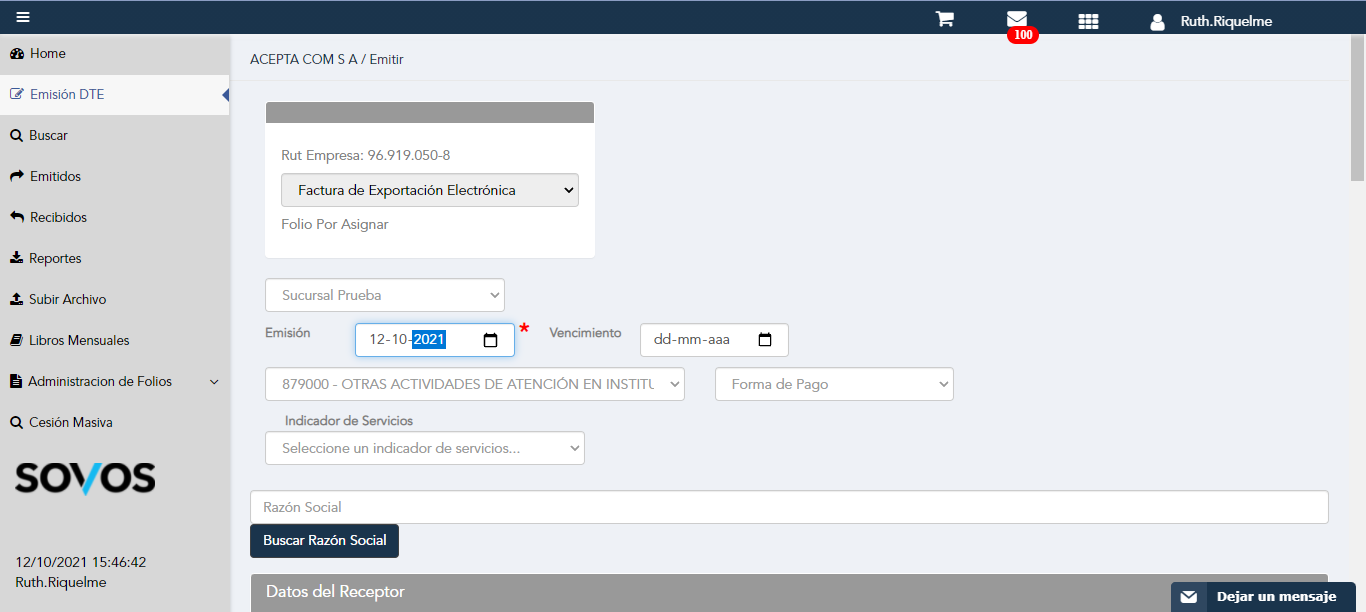 100
Ruth.Riquelme
Home
Emisión DTE
Buscar
Emitidos
Recibidos
Reportes
Subir Archivo
Libros Mensuales
Administracion de Folios
Cesión Masiva
SOVOS
12/10/2021 15:46:42
Ruth.Riquelme
ACEPTA COM S A / Emitir
Rut Empresa: 96.919.050-8
Factura de Exportación Electrónica
Folio Por Asignar
Sucursal Prueba
Emisión 12-10-2021 * Vencimiento dd-mm-aaa
879000 - OTRAS ACTIVIDADES DE ATENCIÓN EN INSTITU Forma de Pago
Indicador de Servicios
Seleccione un indicador de servicios...
Razón Social
Buscar Razón Social
Datos del Receptor
Dejar un mensaje